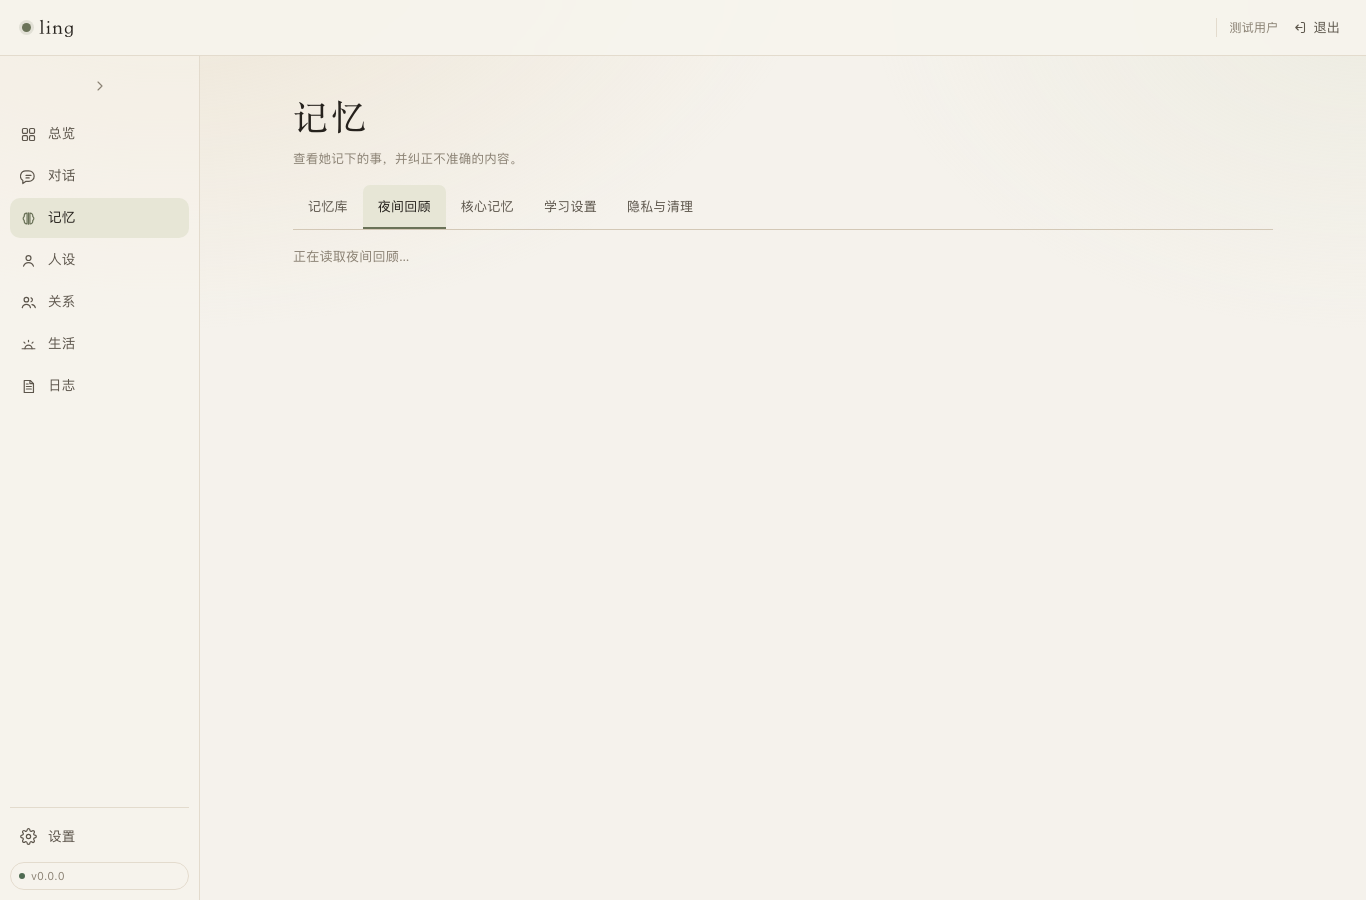 ling
测试用户
退出
总览
对话
记忆
人设
关系
生活
日志
设置
v0.0.0
记忆
查看她记下的事，并纠正不准确的内容。
记忆库 夜间回顾 核心记忆 学习设置 隐私与清理
正在读取夜间回顾...